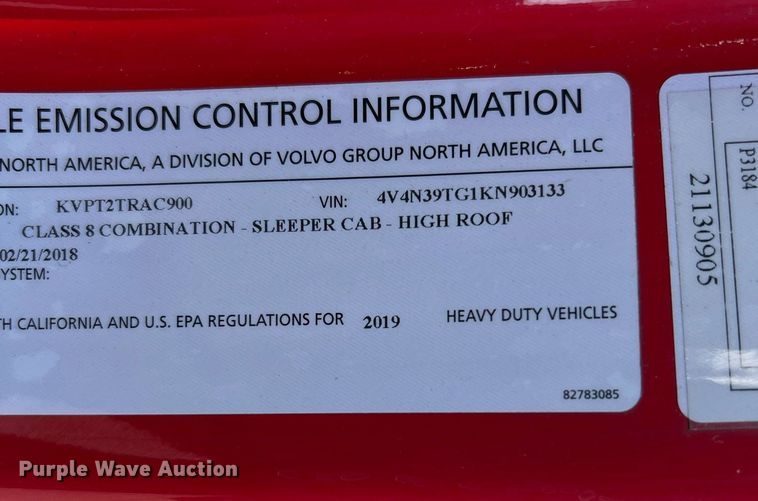 LE EMISSION CONTROL INFORMATION
NORTH AMERICA, A DIVISION OF VOLVO GROUP NORTH AMERICA, LLC
ON: KVPT2TRAC900 VIN: 4V4N39TG1KN903133
CLASS 8 COMBINATION - SLEEPER CAB - HIGH ROOF
02/21/2018
SYSTEM:
TH CALIFORNIA AND U.S. EPA REGULATIONS FOR 2019 HEAVY DUTY VEHICLES
82783085
NO.
P3184
21130905
Purple Wave Auction